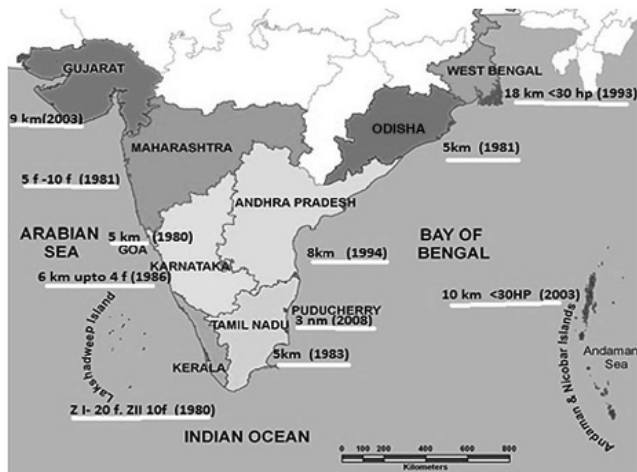 GUJARAT
WEST BENGAL
18 km <30 hp (1993)
9 km(2003)
ODISHA
MAHARASHTRA
5km (1981)
5 f -10 f (1981)
ANDHRA PRADESH
ARABIAN
SEA
5 km (1980)
GOA
BAY OF
BENGAL
8km (1994)
KARNATAKA
6 km upto 4 f (1986)
10 km <30HP (2003)
PUDUCHERRY
3 nm (2008)
TAMIL NADU
Lakshadweep Island
Andaman
Sea
5km (1983)
KERALA
Andaman & Nicobar Islands
Z I- 20 f. ZII 10f (1980)
INDIAN OCEAN
0 100 200 400 600 800
Kilometers